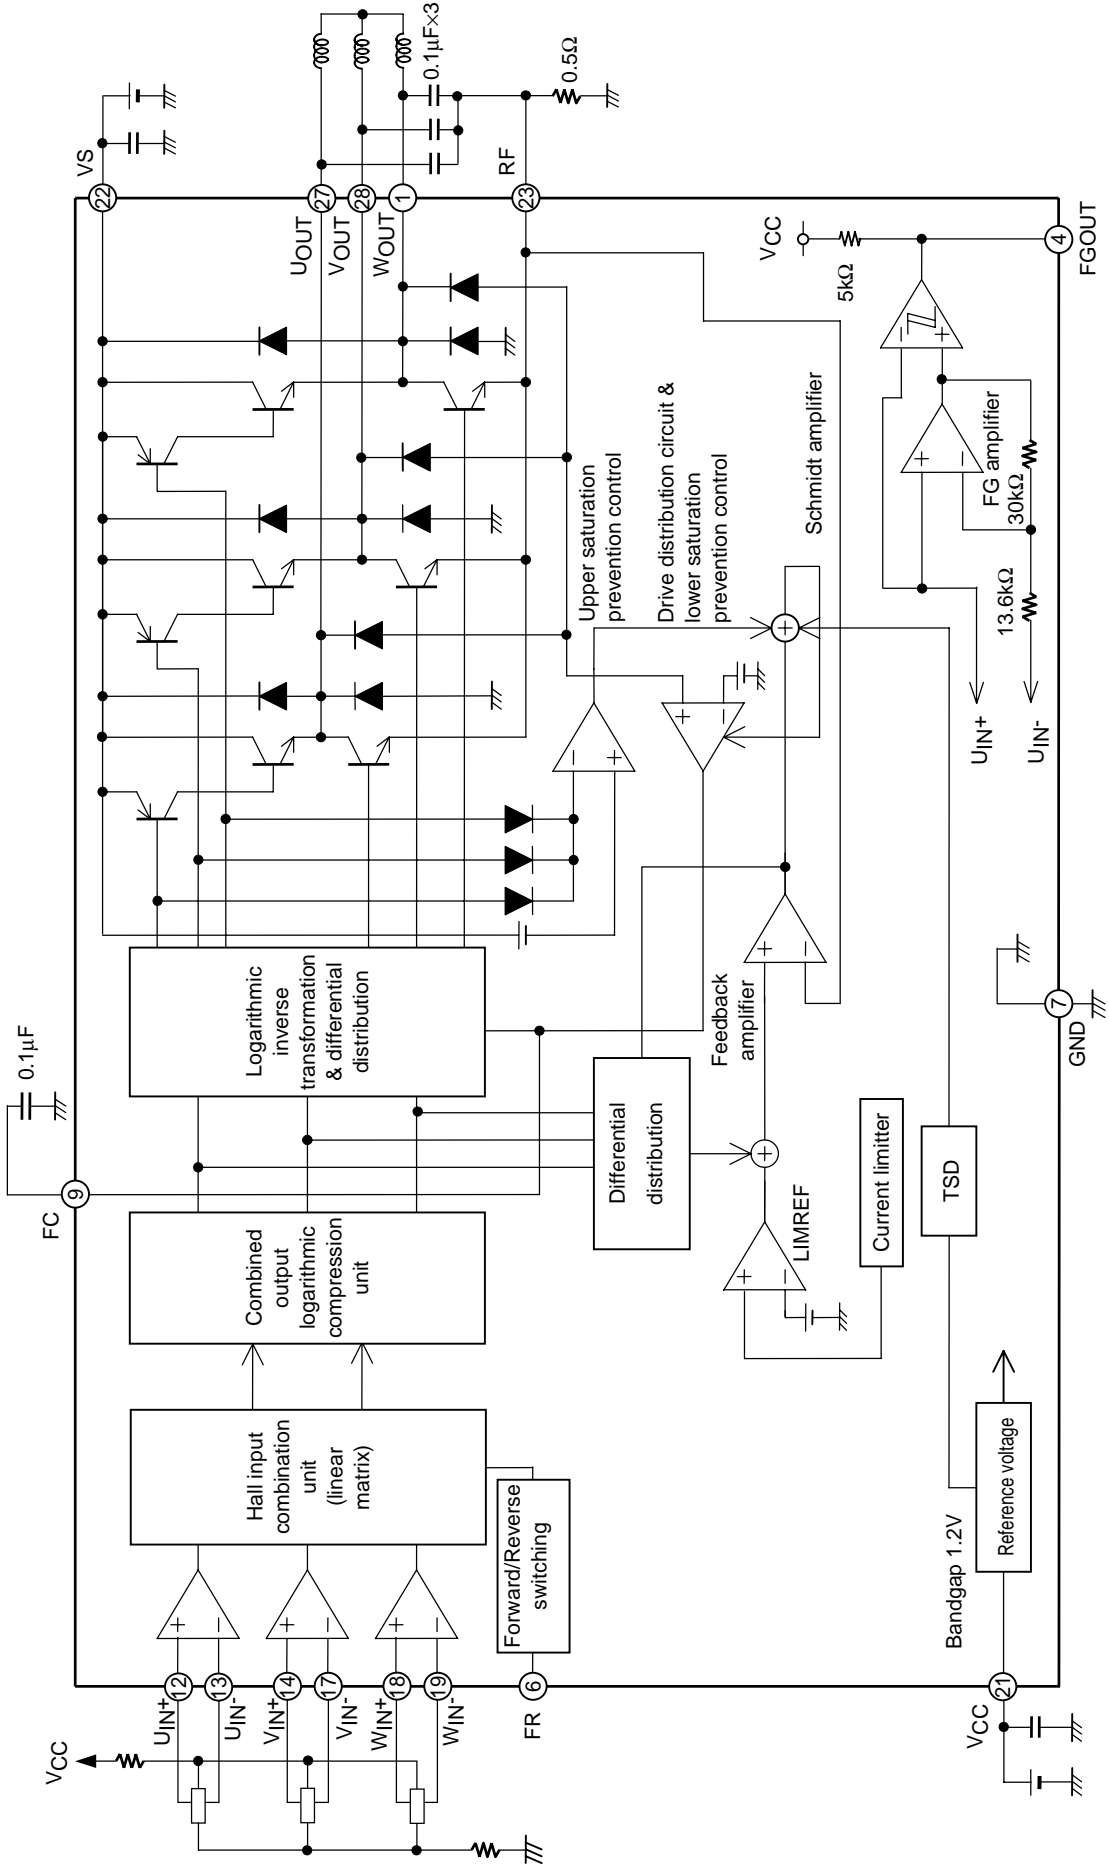 VS
22
UOUT
27
VOUT
28
WOUT
1
0.1µF×3
RF
23
0.5Ω
VCC
5kΩ
4
FGOUT
Upper saturation
prevention control
Drive distribution circuit &
lower saturation
prevention control
Schmidt amplifier
+
−
+
−
FG amplifier
30kΩ
13.6kΩ
UIN+
UIN-
−
+
+
−
+
0.1µF
FC
9
Logarithmic
inverse
transformation
& differential
distribution
Feedback
amplifier
+
−
7
GND
Combined
output
logarithmic
compression
unit
Differential
distribution
+
LIMREF
+
−
Current limitter
TSD
Hall input
combination
unit
(linear
matrix)
Forward/Reverse
switching
Bandgap 1.2V
Reference voltage
+
−
+
−
+
−
VCC
UIN+
12
UIN-
13
VIN+
14
VIN-
17
WIN+
18
WIN-
19
FR
6
VCC
21